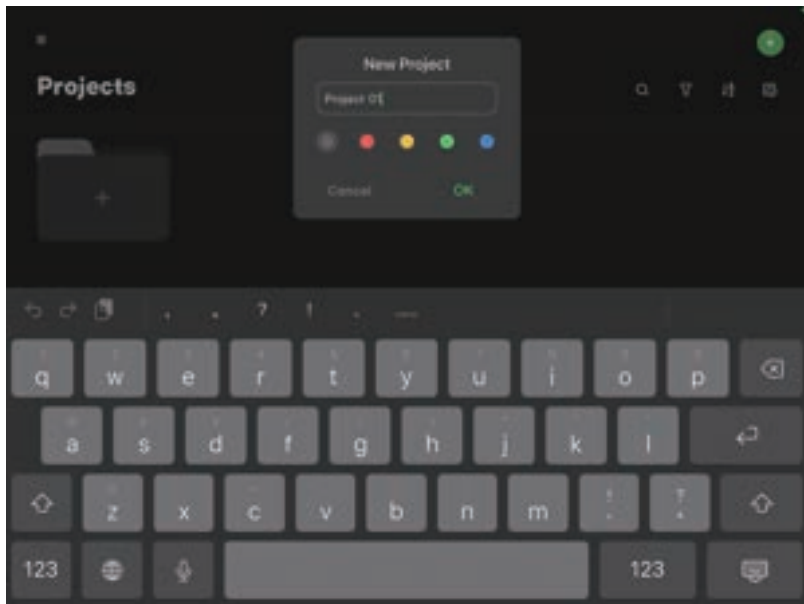 New Project
Projects
Project 01
Cancel
OK
? !
q w e r t y u i o p
a s d f g h j k l
z x c v b n m
123 123